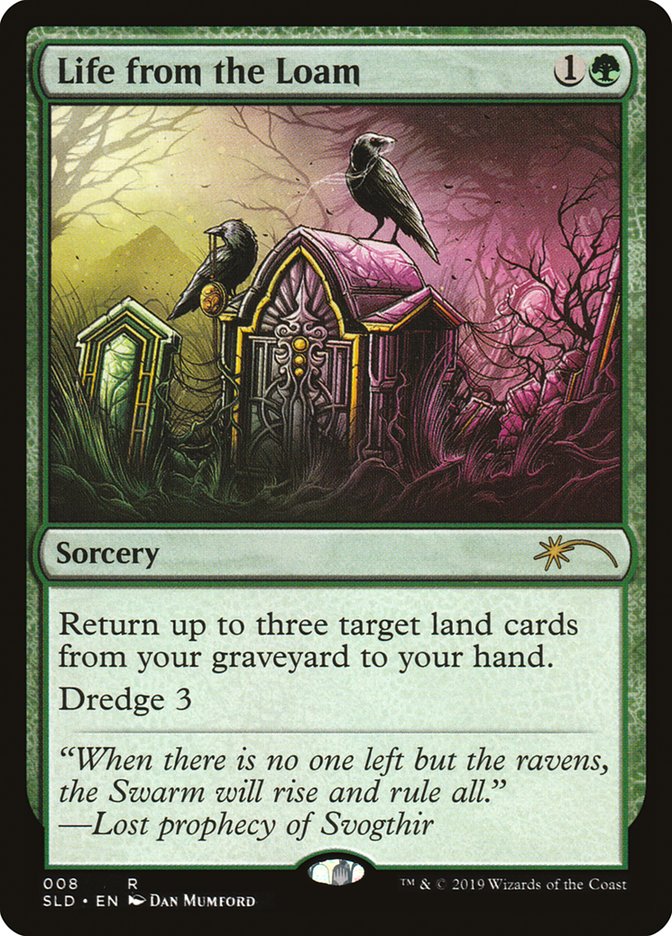 Life from the Loam
1
Sorcery
Return up to three target land cards
from your graveyard to your hand.
Dredge 3
“When there is no one left but the ravens,
the Swarm will rise and rule all.”
—Lost prophecy of Svogthir
008 R
SLD • EN Dan Mumford
™ & © 2019 Wizards of the Coast